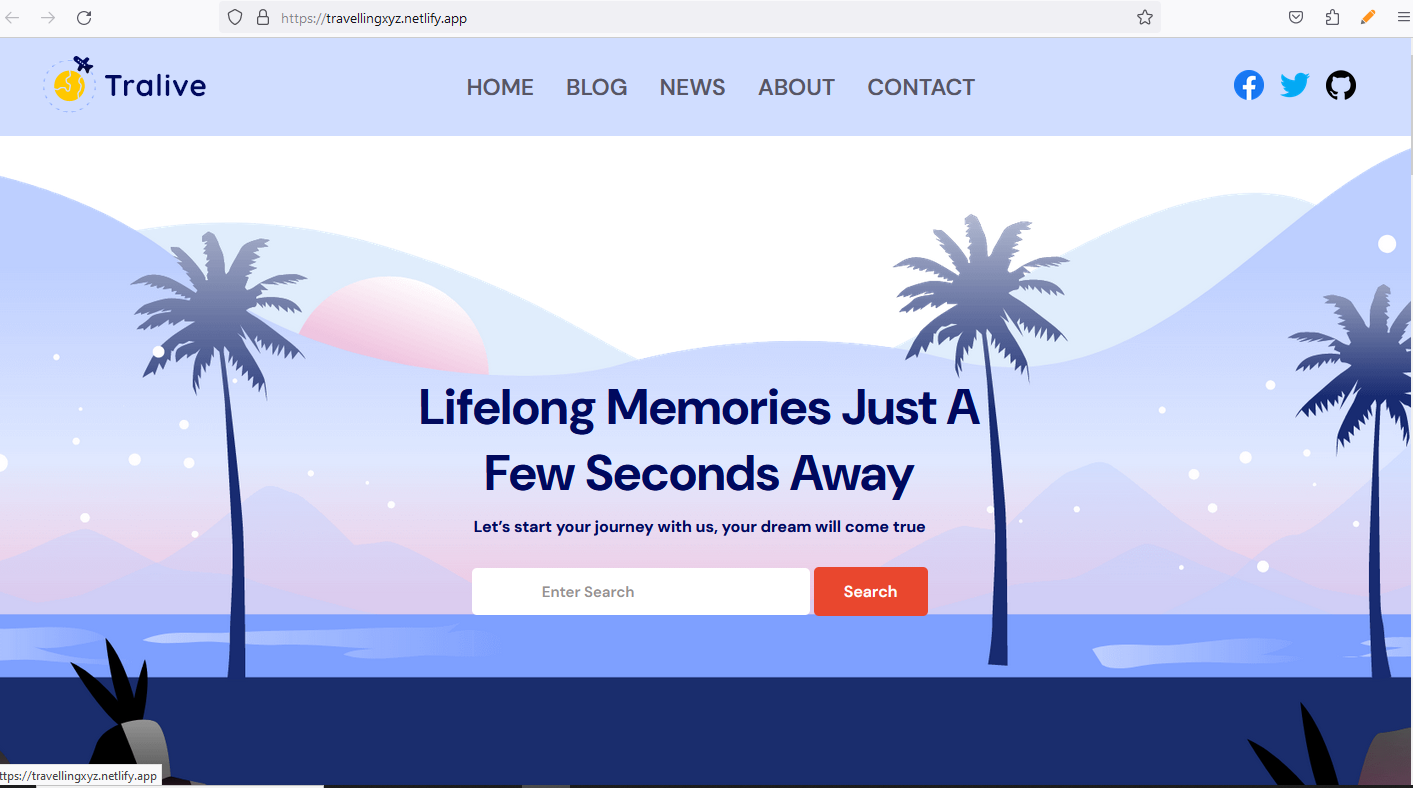 https://travellingxyz.netlify.app
Tralive
HOME BLOG NEWS ABOUT CONTACT
Lifelong Memories Just A
Few Seconds Away
Let's start your journey with us, your dream will come true
Enter Search Search
ttps://travellingxyz.netlify.app